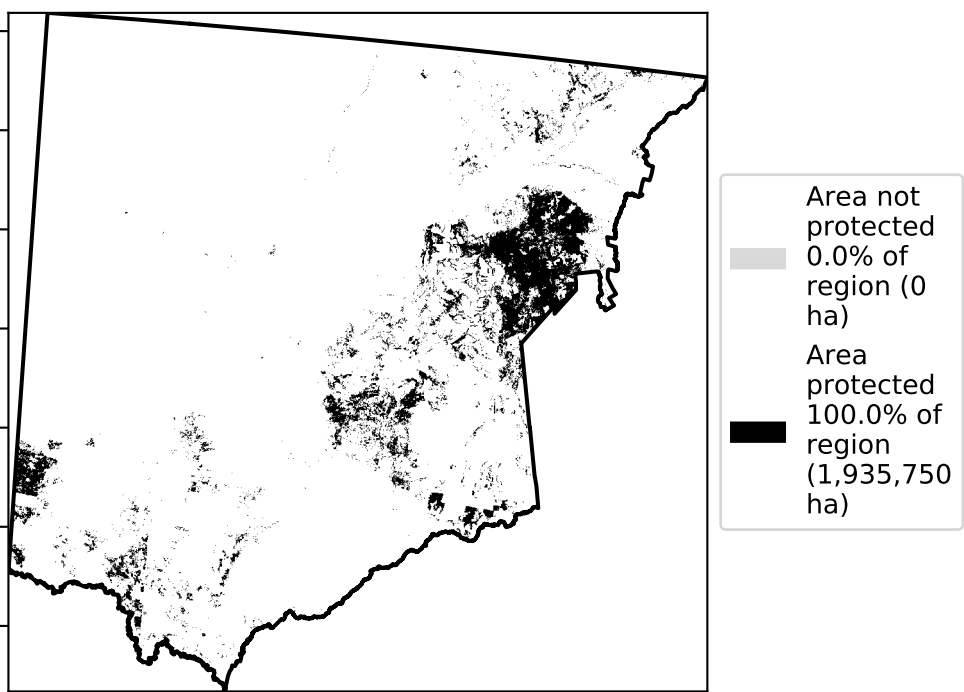 Area not
protected
0.0% of
region (0
ha)
Area
protected
100.0% of
region
(1,935,750
ha)